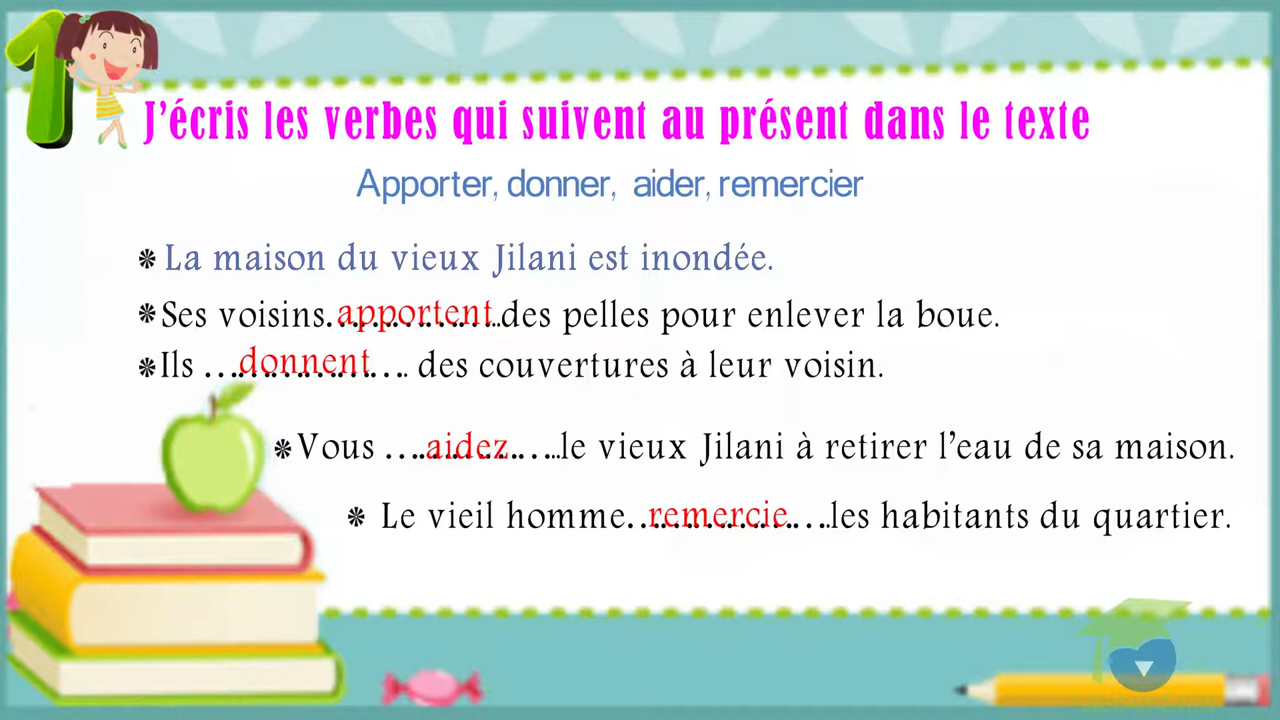 1
J'écris les verbes qui suivent au présent dans le texte
Apporter, donner, aider, remercier
* La maison du vieux Jilani est inondée.
* Ses voisins apportent des pelles pour enlever la boue.
* Ils donnent des couvertures à leur voisin.
* Vous aidez le vieux Jilani à retirer l'eau de sa maison.
* Le vieil homme remercie les habitants du quartier.